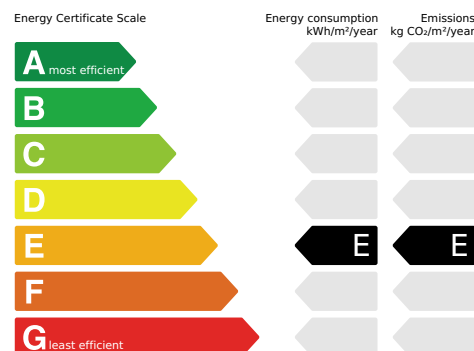 Energy Certificate Scale
Energy consumption
kWh/m²/year
Emissions
kg CO₂/m²/year
A most efficient
B
C
D
E E E
F
G least efficient